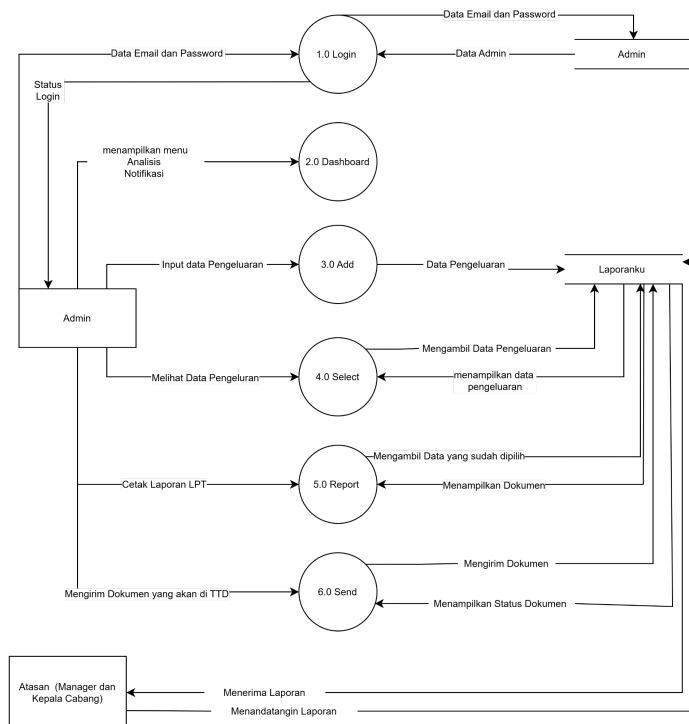 Data Email dan Password
Data Email dan Password
1.0 Login
Data Admin
Admin
Status
Login
menampilkan menu
Analisis
Notifikasi
2.0 Dashboard
Input data Pengeluaran
3.0 Add
Data Pengeluaran
Laporanku
Admin
Mengambil Data Pengeluaran
Melihat Data Pengeluran
4.0 Select
menampilkan data
pengeluaran
Mengambil Data yang sudah dipilih
Cetak Laporan LPT
5.0 Report
Menampilkan Dokumen
Mengirim Dokumen
Mengirim Dokumen yang akan di TTD
6.0 Send
Menampilkan Status Dokumen
Atasan (Manager dan
Kepala Cabang)
Menerima Laporan
Menandatangin Laporan